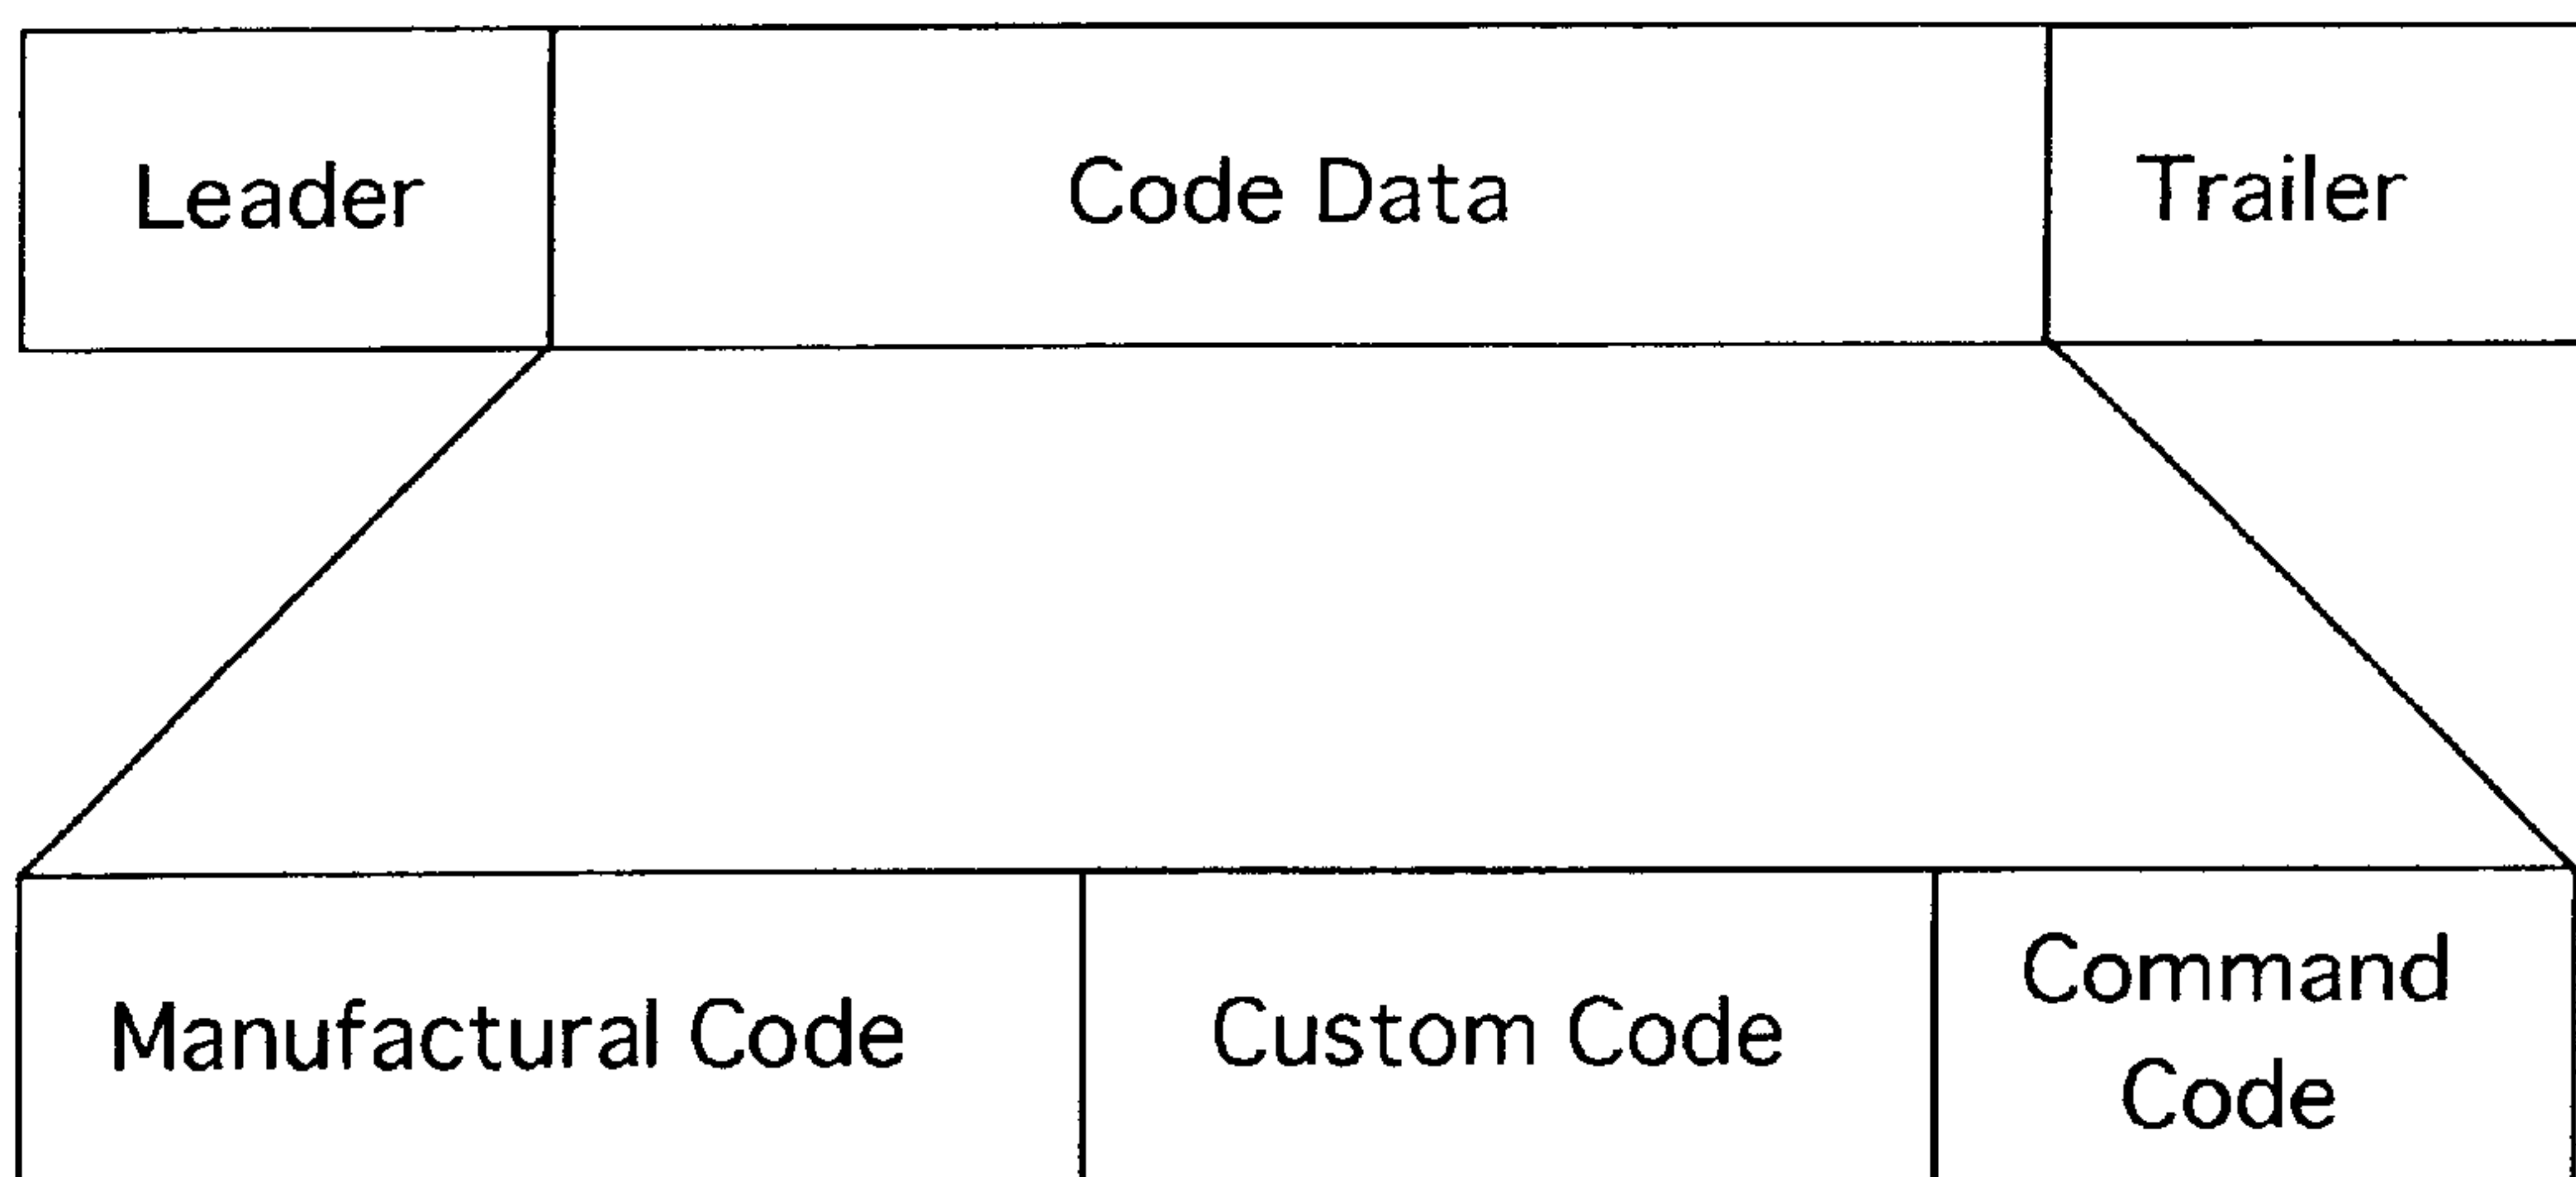 Leader
Code Data
Trailer
Manufactural Code
Custom Code
Command
Code